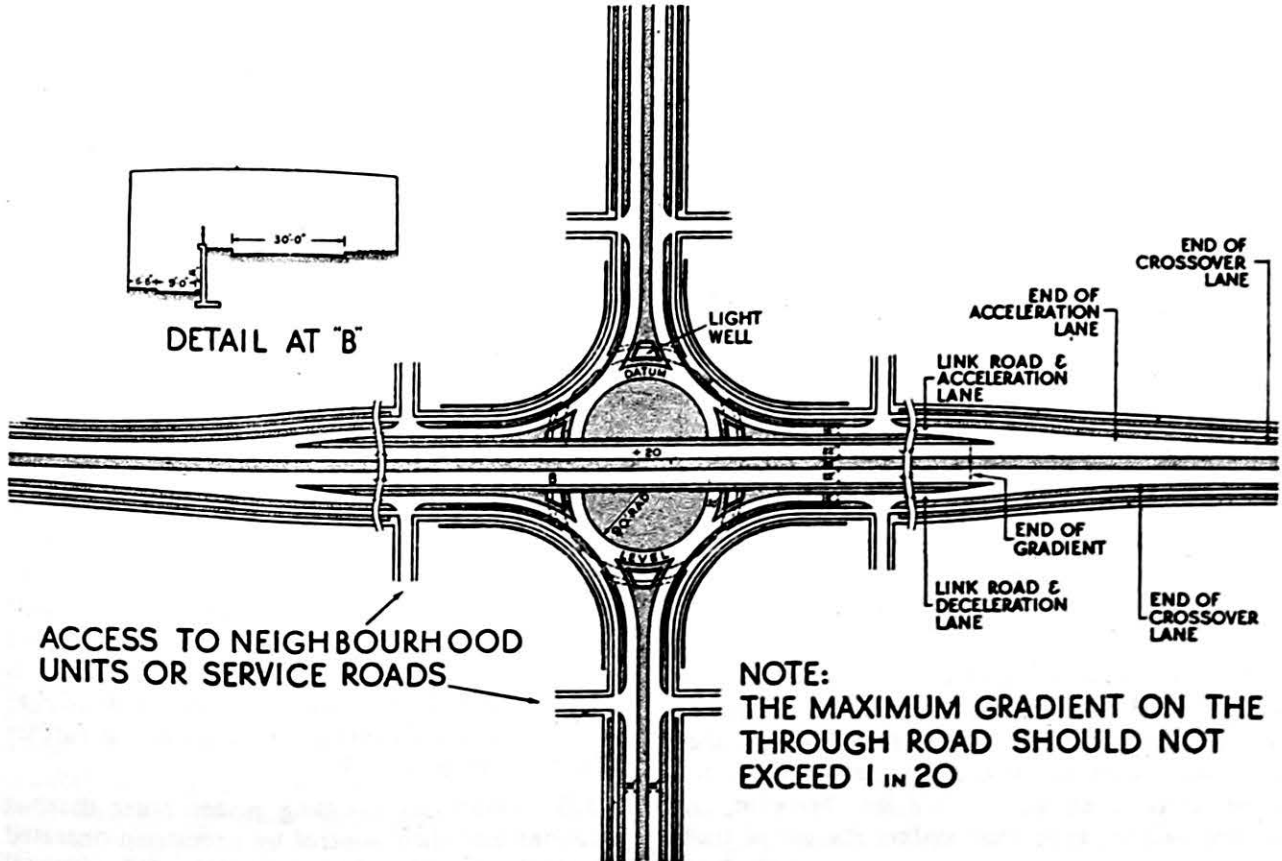 30'-0"
9'-0"
DETAIL AT "B"
LIGHT
WELL
DATUM
END OF
CROSSOVER
LANE
END OF
ACCELERATION
LANE
LINK ROAD &
ACCELERATION
LANE
+20
B
LEVEL
END OF
GRADIENT
LINK ROAD &
DECELERATION
LANE
END OF
CROSSOVER
LANE
ACCESS TO NEIGHBOURHOOD
UNITS OR SERVICE ROADS
NOTE:
THE MAXIMUM GRADIENT ON THE
THROUGH ROAD SHOULD NOT
EXCEED 1 IN 20